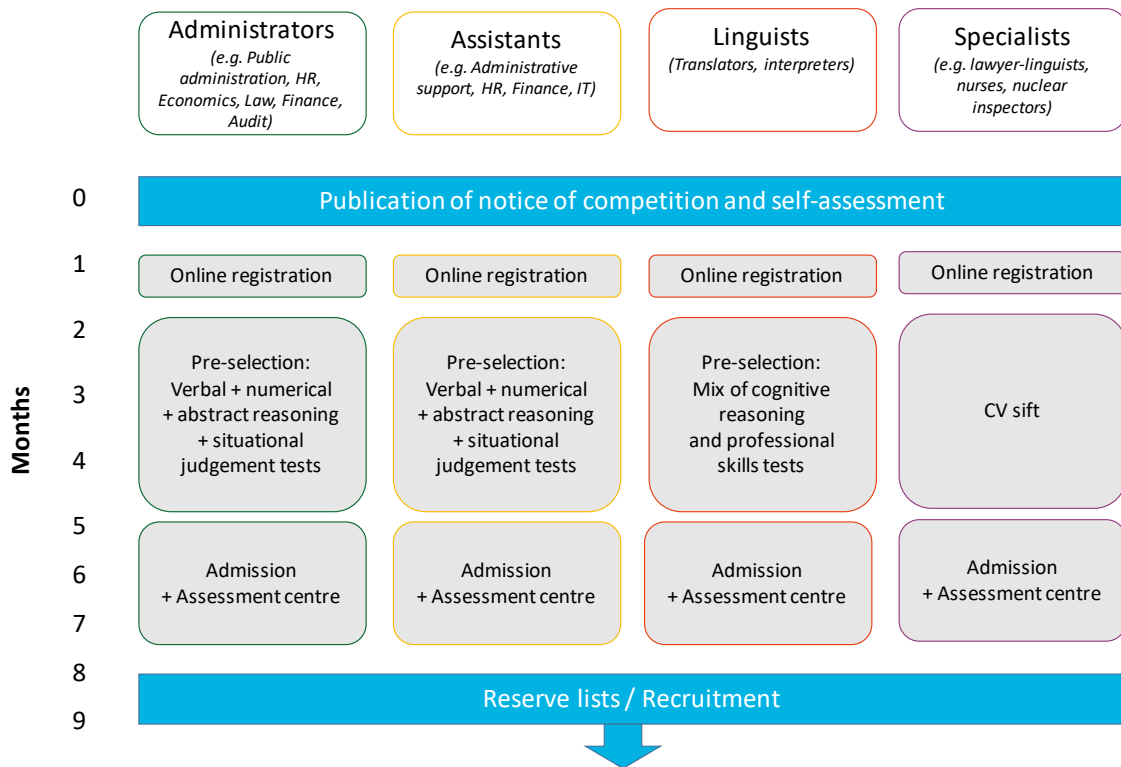 Administrators
(e.g. Public
administration, HR,
Economics, Law, Finance,
Audit)
Assistants
(e.g. Administrative
support, HR, Finance, IT)
Linguists
(Translators, interpreters)
Specialists
(e.g. lawyer-linguists,
nurses, nuclear
inspectors)
Months
0
Publication of notice of competition and self-assessment
1
Online registration
Online registration
Online registration
Online registration
2
3
4
Pre-selection:
Verbal + numerical
+ abstract reasoning
+ situational
judgement tests
Pre-selection:
Verbal + numerical
+ abstract reasoning
+ situational
judgement tests
Pre-selection:
Mix of cognitive
reasoning
and professional
skills tests
CV sift
5
6
7
Admission
+ Assessment centre
Admission
+ Assessment centre
Admission
+ Assessment centre
Admission
+ Assessment centre
8
9
Reserve lists / Recruitment